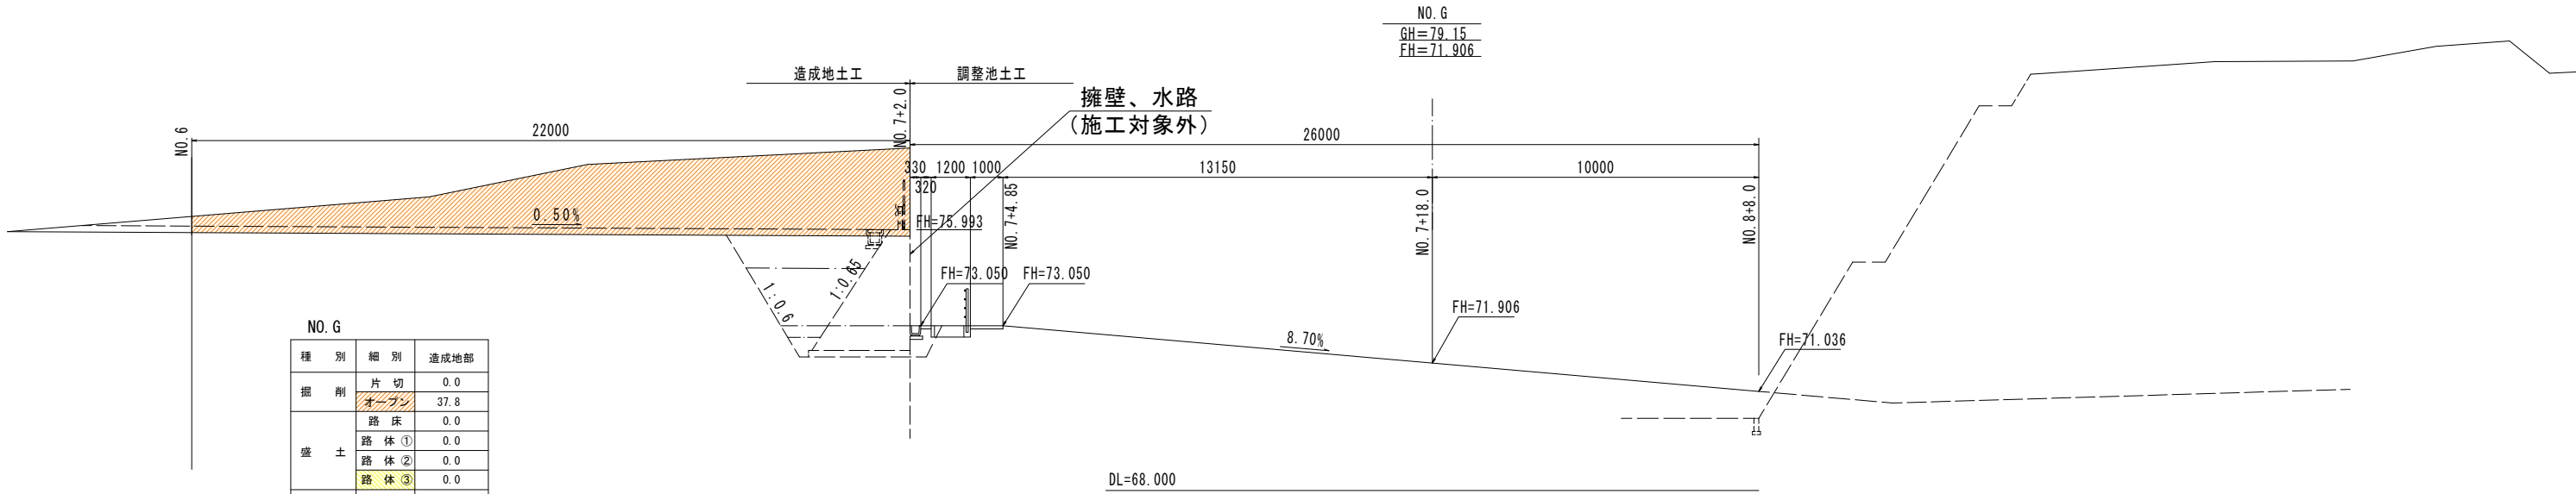 NO.G
GH=79.15
FH=71.906
造成地土工
調整池土工
擁壁、水路
(施工対象外)
NO.6
22000
NO.7+2.0
26000
330
1200
1000
13150
10000
320
0.50%
FH=75.993
NO.7+4.85
NO.7+18.0
NO.8+8.0
1:0.6
1:0.65
FH=73.050
FH=73.050
FH=71.906
8.70%
FH=71.036
NO.G
種 別 細 別 造成地部
掘 削 片 切 0.0
オープン 37.8
盛 土 路 床 0.0
路 体 ① 0.0
路 体 ② 0.0
路 体 ③ 0.0
DL=68.000